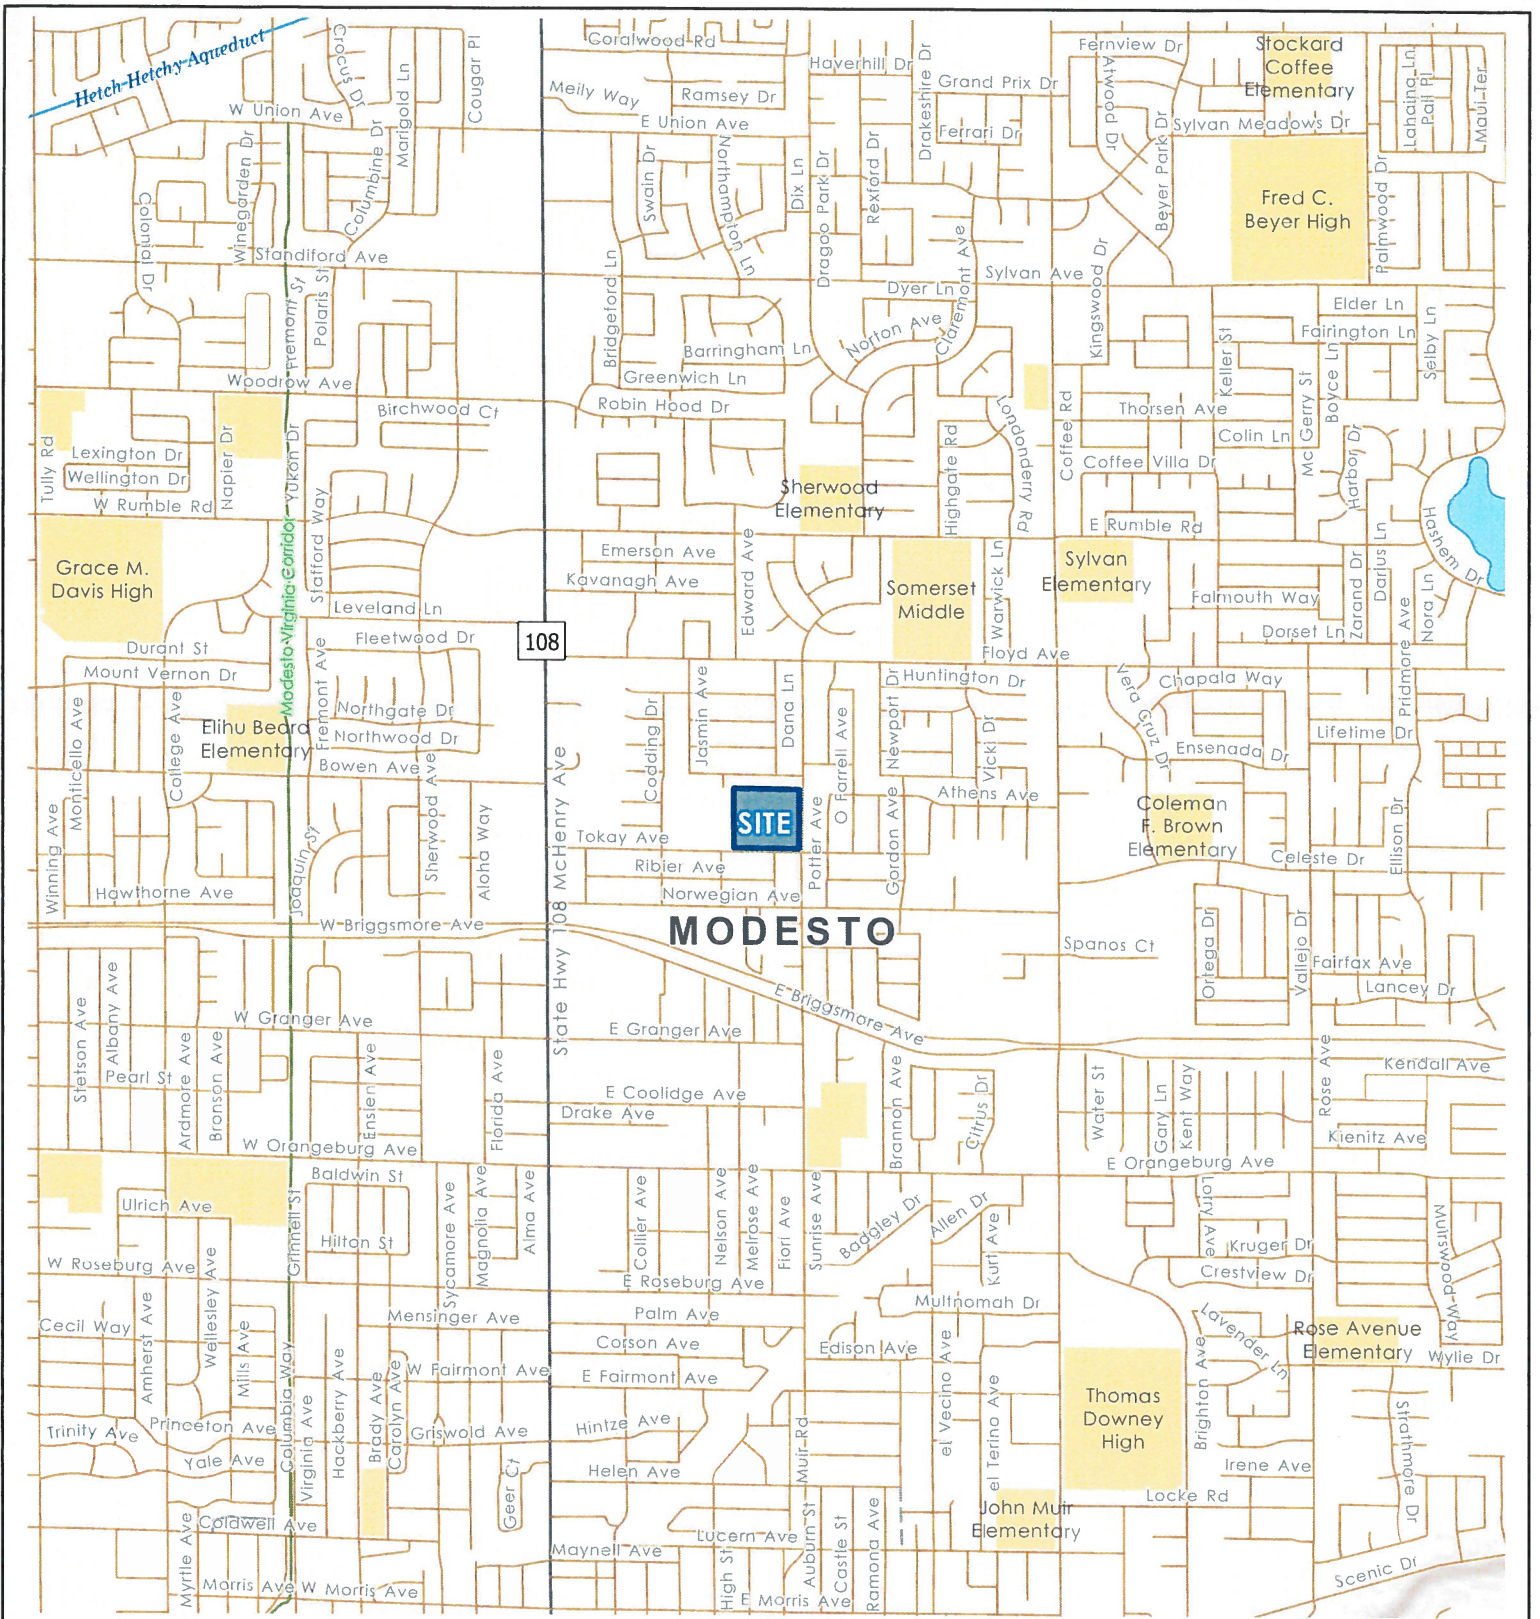 Hetch-Hetchy-Aqueduct
Crocus Dr
Marigold Ln
Cougar Pl
Coralwood Rd
Haverhill Dr
Drakeshire Dr
Fernview Dr
Atwood Dr
Stockard
Coffee
Elementary
Lahaina Ln
Pail Pl
Maui Ter
W Union Ave
Meily Way
Ramsey Dr
E Union Ave
Grand Prix Dr
Ferrari Dr
Sylvan Meadows Dr
Winegarden Dr
Columbine Dr
Colonial Dr
Swain Dr
Northampton Ln
Dix Ln
Dragoo Park Dr
Rexford Dr
Beyer Park Dr
Fred C.
Beyer High
Palmwood Dr
Standiford Ave
Bridgeford Ln
Claremont Ave
Sylvan Ave
Kingswood Dr
Dyer Ln
Elder Ln
Fremont St
Polaris St
Norton Ave
Fairington Ln
Selby Ln
Barringham Ln
Keller St
Boyce Ln
Woodrow Ave
Greenwich Ln
Birchwood Ct
Robin Hood Dr
Londonderry Rd
Coffee Rd
Thorsen Ave
Mc Gerry St
Colin Ln
Tully Rd
Lexington Dr
Napier Dr
Yukon Dr
Highgate Rd
Harbor Dr
Coffee Villa Dr
Wellington Dr
W Rumble Rd
Stafford Way
Sherwood
Elementary
E Rumble Rd
Hashem Dr
Modesto-Virginia-Corridor
Grace M.
Davis High
Emerson Ave
Kavanagh Ave
Edward Ave
Somerset
Middle
Warwick Ln
Sylvan
Elementary
Zarand Dr
Darius Ln
Nora Ln
Falmouth Way
Leveland Ln
108
Dorset Ln
Pridmore Ave
Durant St
Fleetwood Dr
Floyd Ave
Mount Vernon Dr
Fremont Ave
Jasmin Ave
Dana Ln
Newport Dr
Huntington Dr
Vera Cruz Dr
Chapala Way
Monticello Ave
College Ave
Northgate Dr
Codding Dr
O Farrell Ave
Vicki Dr
Elihu Beard
Elementary
Northwood Dr
Lifetime Dr
Ensenada Dr
Bowen Ave
Winning Ave
Sherwood Ave
Aloha Way
Athens Ave
SITE
Potter Ave
Gordon Ave
Coleman
F. Brown
Elementary
Ellison Dr
Joaquin St
Tokay Ave
Ribier Ave
Celeste Dr
Hawthorne Ave
Norwegian Ave
State Hwy 108 McHenry Ave
W Briggsmore Ave
MODESTO
Spanos Ct
Ortega Dr
Vallejo Dr
Fairfax Ave
Lancey Dr
Stetson Ave
Albany Ave
E Briggsmore Ave
W Granger Ave
E Granger Ave
Ardmore Ave
Bronson Ave
Enslen Ave
Florida Ave
Pearl St
E Coolidge Ave
Drake Ave
Brannon Ave
Citrus Dr
Water St
Gary Ln
Kent Way
Rose Ave
Kendall Ave
Kienitz Ave
W Orangeburg Ave
E Orangeburg Ave
Baldwin St
Ulrich Ave
Grinnell St
Sycamore Ave
Magnolia Ave
Alma Ave
Collier Ave
Nelson Ave
Melrose Ave
Fiori Ave
Sunrise Ave
Badgley Dr
Allen Dr
Kurt Ave
Lorry Ave
Muirswood-Way
Hilton St
Kruger Dr
W Roseburg Ave
Wellesley Ave
E Roseburg Ave
Crestview Dr
Multnomah Dr
Cecil Way
Amherst Ave
Mills Ave
Mensinger Ave
Palm Ave
Corson Ave
Edison Ave
Lavender Ln
Rose Avenue
Elementary
Wylie Dr
Columbia Way
Virginia Ave
Hackberry Ave
Brady Ave
Carolyn Ave
W Fairmont Ave
E Fairmont Ave
el Vecino Ave
el Terino Ave
Thomas
Downey
High
Brighton Ave
Strathmore Dr
Trinity Ave
Princeton Ave
Griswold Ave
Hintze Ave
Muir Rd
Yale Ave
Geer Ct
Helen Ave
Irene Ave
Locke Rd
Myrtle Ave
Coldwell Ave
Lucern Ave
Auburn St
Castle St
Ramona Ave
John Muir
Elementary
Maynell Ave
High St
Scenic Dr
Morris Ave
W Morris Ave
E Morris Ave